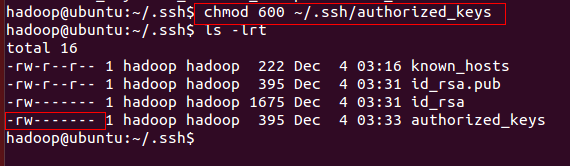 hadoop@ubuntu:~/.ssh$ chmod 600 ~/.ssh/authorized_keys
hadoop@ubuntu:~/.ssh$ ls -lrt
total 16
-rw-r--r-- 1 hadoop hadoop  222 Dec  4 03:16 known_hosts
-rw-r--r-- 1 hadoop hadoop  395 Dec  4 03:31 id_rsa.pub
-rw------- 1 hadoop hadoop 1675 Dec  4 03:31 id_rsa
-rw------- 1 hadoop hadoop  395 Dec  4 03:33 authorized_keys
hadoop@ubuntu:~/.ssh$